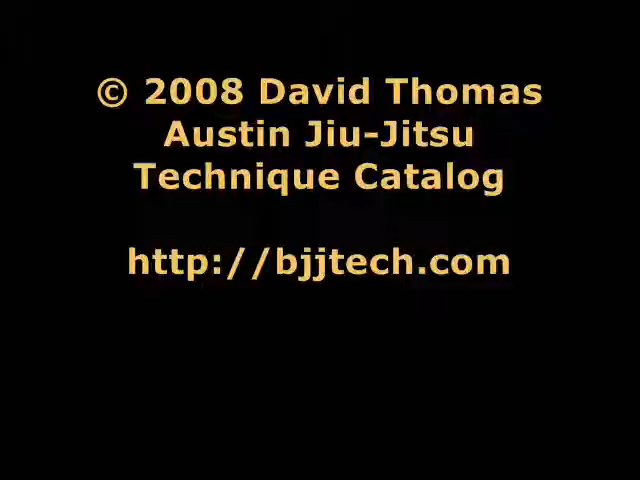 © 2008 David Thomas
Austin Jiu-Jitsu
Technique Catalog
http://bjjtech.com